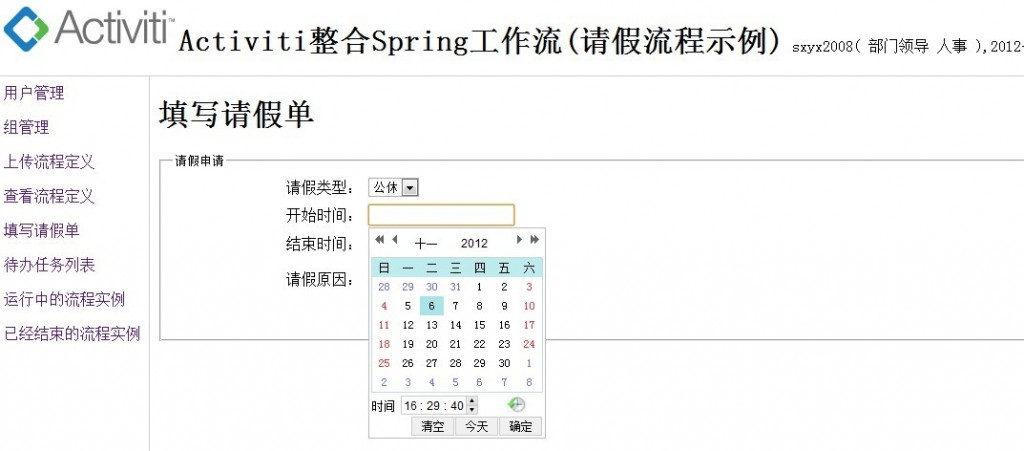 Activiti™ Activiti整合Spring工作流(请假流程示例) sxyx2008( 部门领导 人事 ),2012-
用户管理
组管理
上传流程定义
查看流程定义
填写请假单
待办任务列表
运行中的流程实例
已经结束的流程实例
填写请假单
请假申请
请假类型: 公休
开始时间:
结束时间:
请假原因:
十一 2012
日 一 二 三 四 五 六
28 29 30 31 1 2 3
4 5 6 7 8 9 10
11 12 13 14 15 16 17
18 19 20 21 22 23 24
25 26 27 28 29 30 1
2 3 4 5 6 7 8
时间 16 : 29 : 40
清空 今天 确定